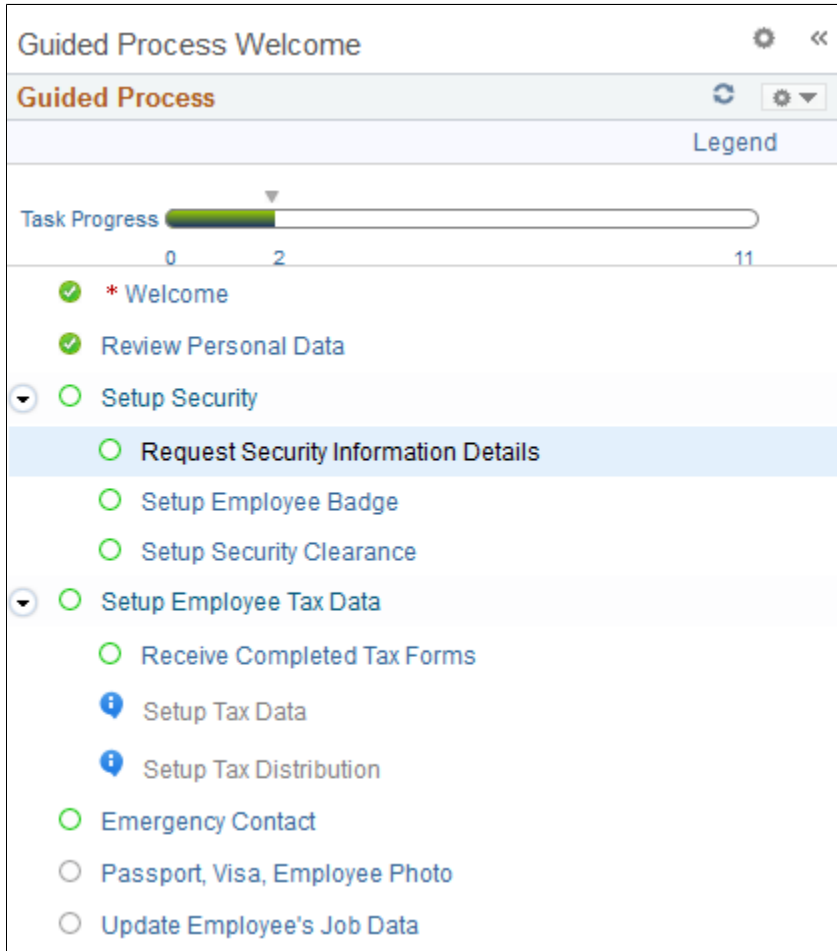 Guided Process Welcome
Guided Process
Legend
Task Progress
0 2 11
* Welcome
Review Personal Data
Setup Security
Request Security Information Details
Setup Employee Badge
Setup Security Clearance
Setup Employee Tax Data
Receive Completed Tax Forms
Setup Tax Data
Setup Tax Distribution
Emergency Contact
Passport, Visa, Employee Photo
Update Employee's Job Data